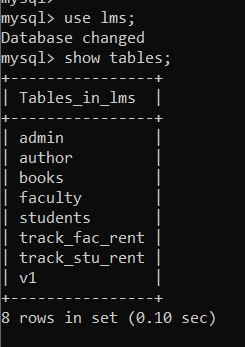 mysql>
mysql> use lms;
Database changed
mysql> show tables;
+----------------+
| Tables_in_lms  |
+----------------+
| admin          |
| author         |
| books          |
| faculty        |
| students       |
| track_fac_rent |
| track_stu_rent |
| v1             |
+----------------+
8 rows in set (0.10 sec)